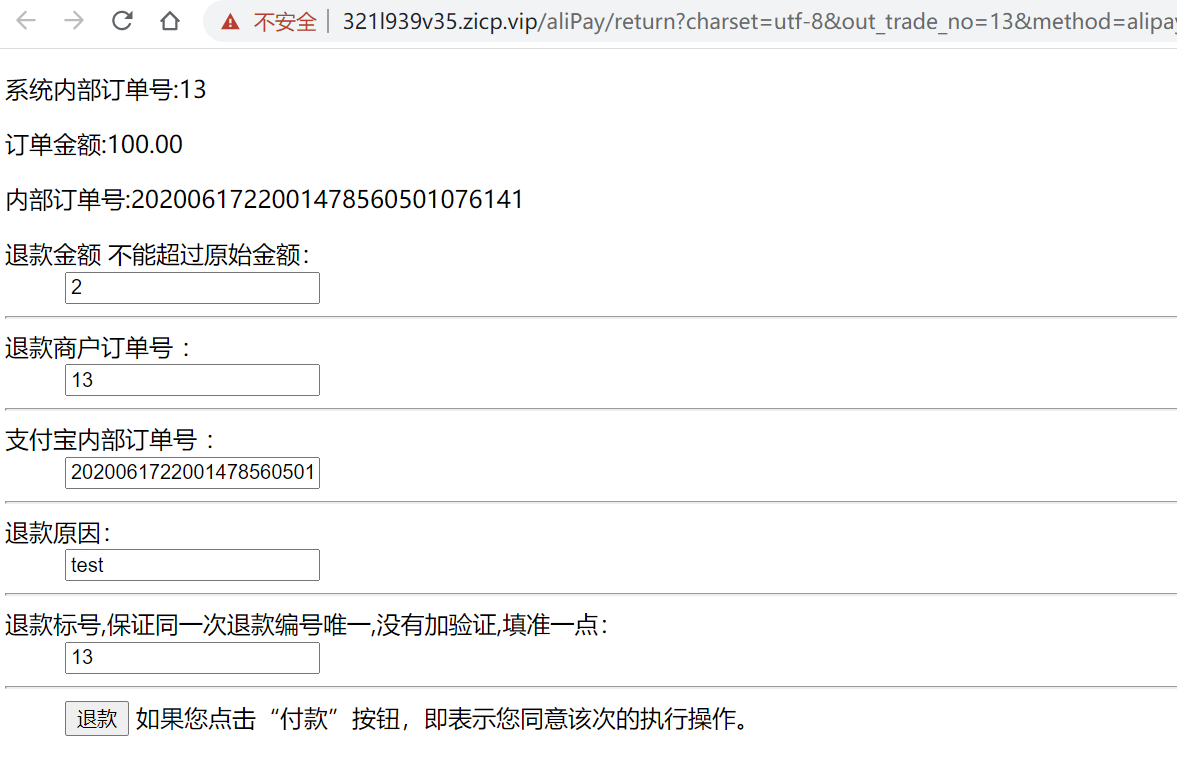 不安全 321l939v35.zicp.vip/aliPay/return?charset=utf-8&out_trade_no=13&method=alipay
系统内部订单号:13
订单金额:100.00
内部订单号:2020061722001478560501076141
退款金额 不能超过原始金额：
2
退款商户订单号 ：
13
支付宝内部订单号 ：
2020061722001478560501
退款原因：
test
退款标号,保证同一次退款编号唯一,没有加验证,填准一点：
13
退款 如果您点击“付款”按钮，即表示您同意该次的执行操作。